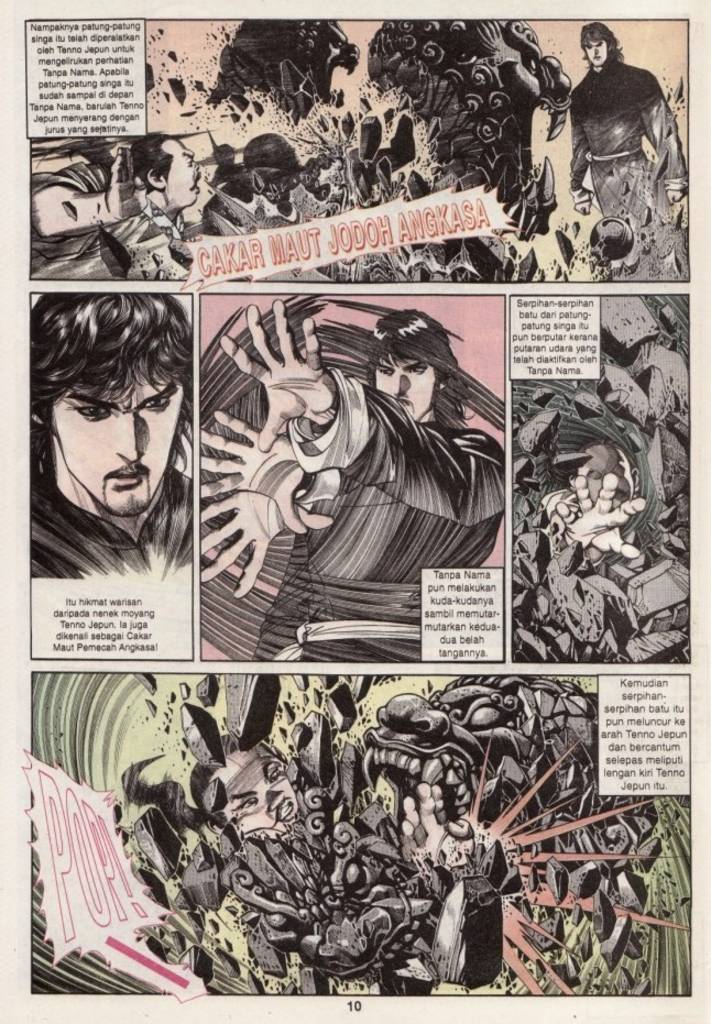 Nampaknya patung-patung
singa itu telah diperalatkan
oleh Tenno Jepun untuk
mengelirukan perhatian
Tanpa Nama. Apabila
patung-patung singa itu
sudah sampai di depan
Tanpa Nama, barulah Tenno
Jepun menyerang dengan
jurus yang sejatinya.
CAKAR MAUT JODOH ANGKASA
Itu hikmat warisan
daripada nenek moyang
Tenno Jepun. Ia juga
dikenali sebagai Cakar
Maut Pemecah Angkasa!
Tanpa Nama
pun melakukan
kuda-kudanya
sambil memutar-
mutarkan kedua-
dua belah
tangannya.
Serpihan-serpihan
batu dari patung-
patung singa itu
pun berputar kerana
putaran udara yang
telah diaktifkan oleh
Tanpa Nama.
Kemudian
serpihan-
serpihan batu itu
pun meluncur ke
arah Tenno Jepun
dan bercantum
selepas meliputi
lengan kiri Tenno
Jepun itu.
POP!
10